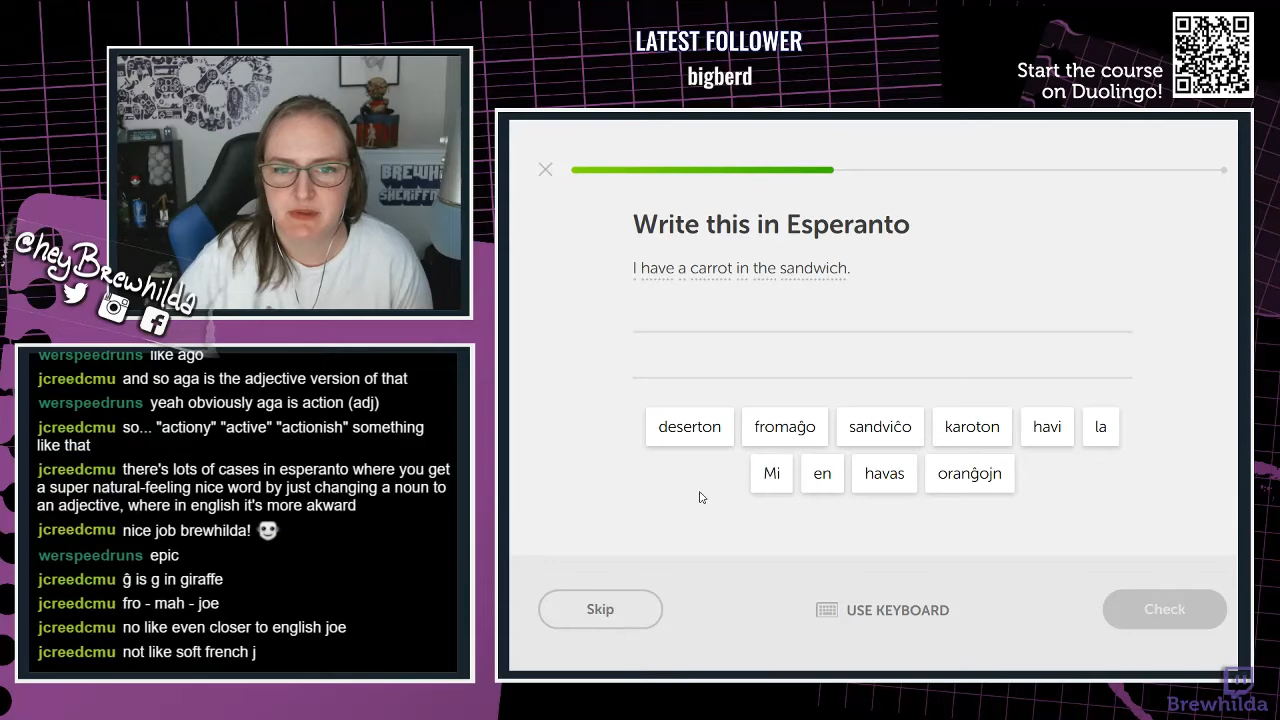 LATEST FOLLOWER
bigberd
Start the course
on Duolingo!
BREWH
SHERIFF
@heyBrewhilda
Write this in Esperanto
I have a carrot in the sandwich.
deserton fromaĝo sandviĉo karoton havi la
Mi en havas oranĝojn
Skip
USE KEYBOARD
Check
werspeedruns like ago
jcreedcmu and so aga is the adjective version of that
werspeedruns yeah obviously aga is action (adj)
jcreedcmu so... "actiony" "active" "actionish" something
like that
jcreedcmu there's lots of cases in esperanto where you get
a super natural-feeling nice word by just changing a noun to
an adjective, where in english it's more akward
jcreedcmu nice job brewhilda!
werspeedruns epic
jcreedcmu ĝ is g in giraffe
jcreedcmu fro - mah - joe
jcreedcmu no like even closer to english joe
jcreedcmu not like soft french j
Brewhilda